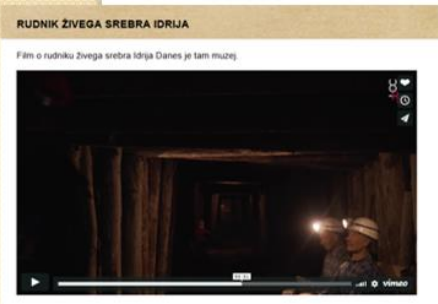 RUDNIK ŽIVEGA SREBRA IDRIJA
Film o rudniku živega srebra Idrija Danes je tam muzej.
vimeo